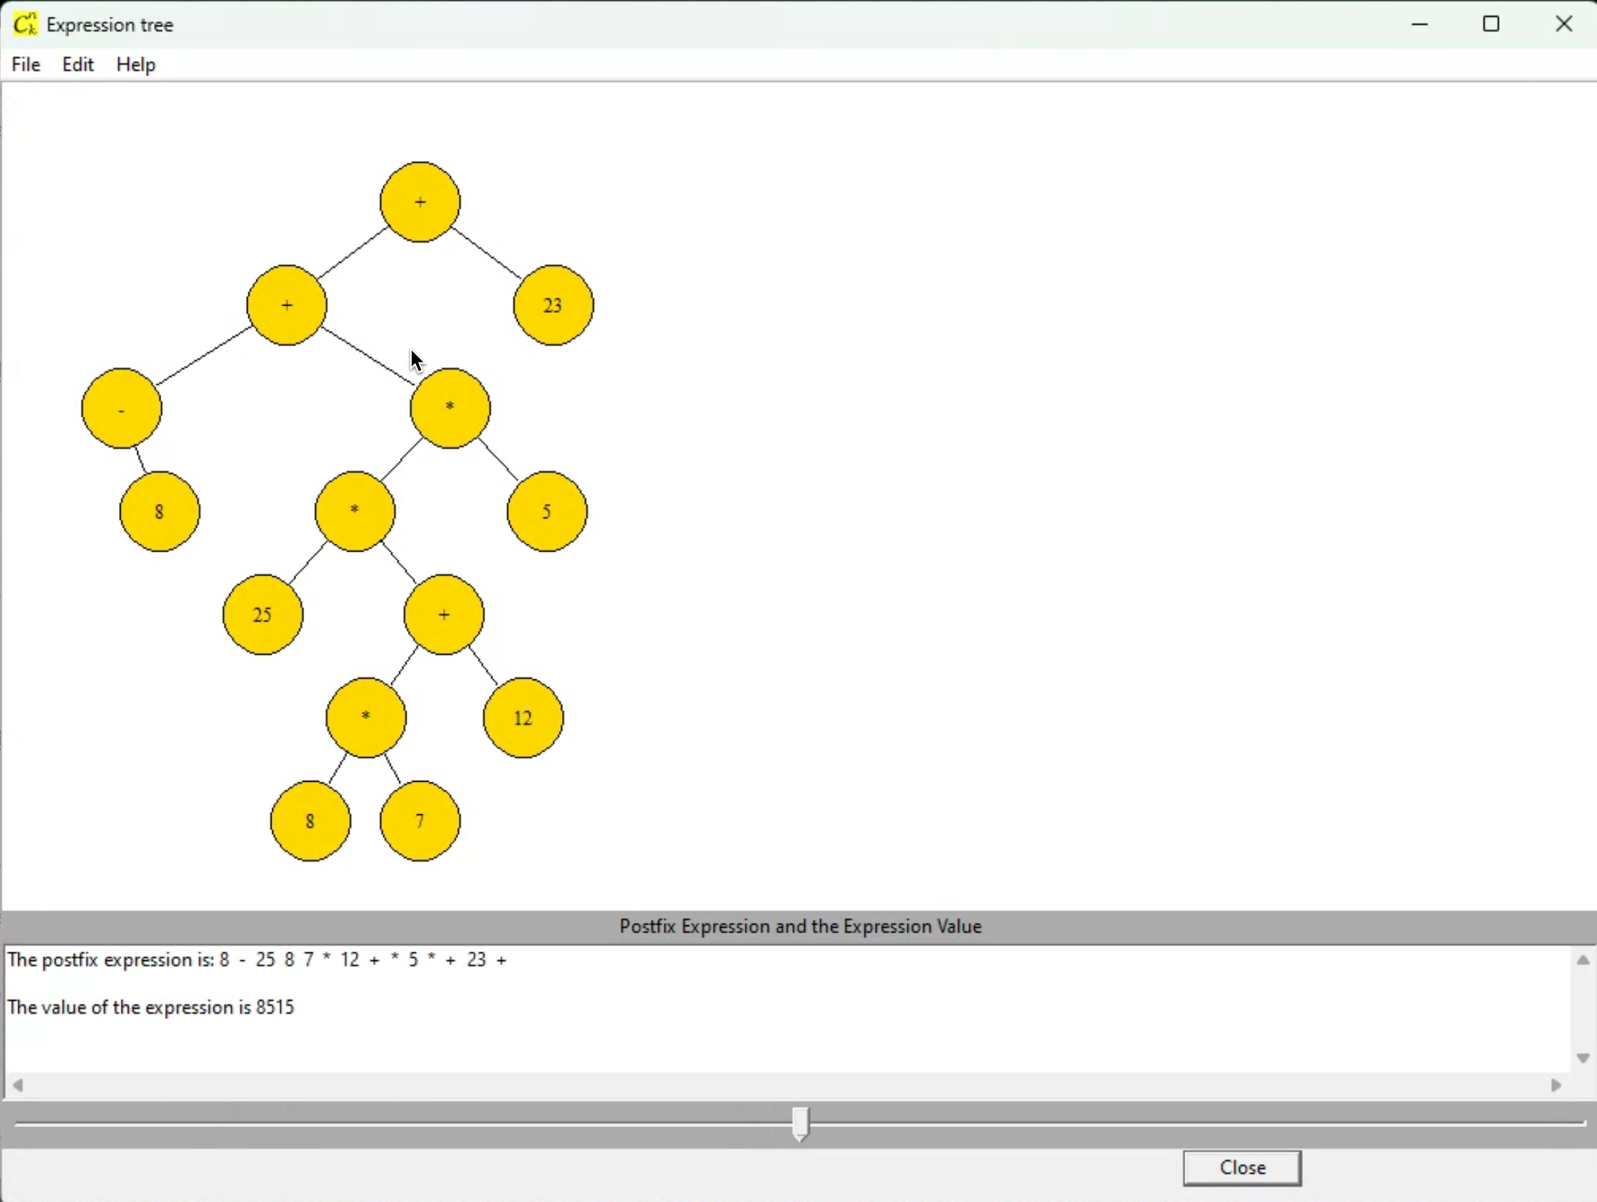 C n k Expression tree
File Edit Help
+
+ 23
- *
8 * 5
25 +
* 12
8 7
Postfix Expression and the Expression Value
The postfix expression is: 8 - 25 8 7 * 12 + * 5 * + 23 +
The value of the expression is 8515
Close